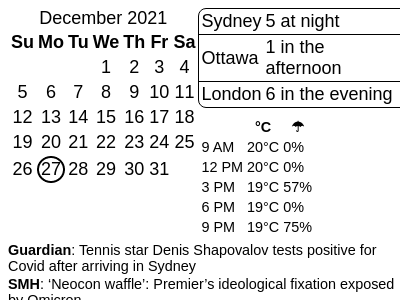 December 2021
Su Mo Tu We Th Fr Sa
1 2 3 4
5 6 7 8 9 10 11
12 13 14 15 16 17 18
19 20 21 22 23 24 25
26 27 28 29 30 31
Sydney 5 at night
Ottawa 1 in the
afternoon
London 6 in the evening
°C ☂
9 AM 20°C 0%
12 PM 20°C 0%
3 PM 19°C 57%
6 PM 19°C 0%
9 PM 19°C 75%
Guardian: Tennis star Denis Shapovalov tests positive for
Covid after arriving in Sydney
SMH: ‘Neocon waffle’: Premier’s ideological fixation exposed
by Omicron